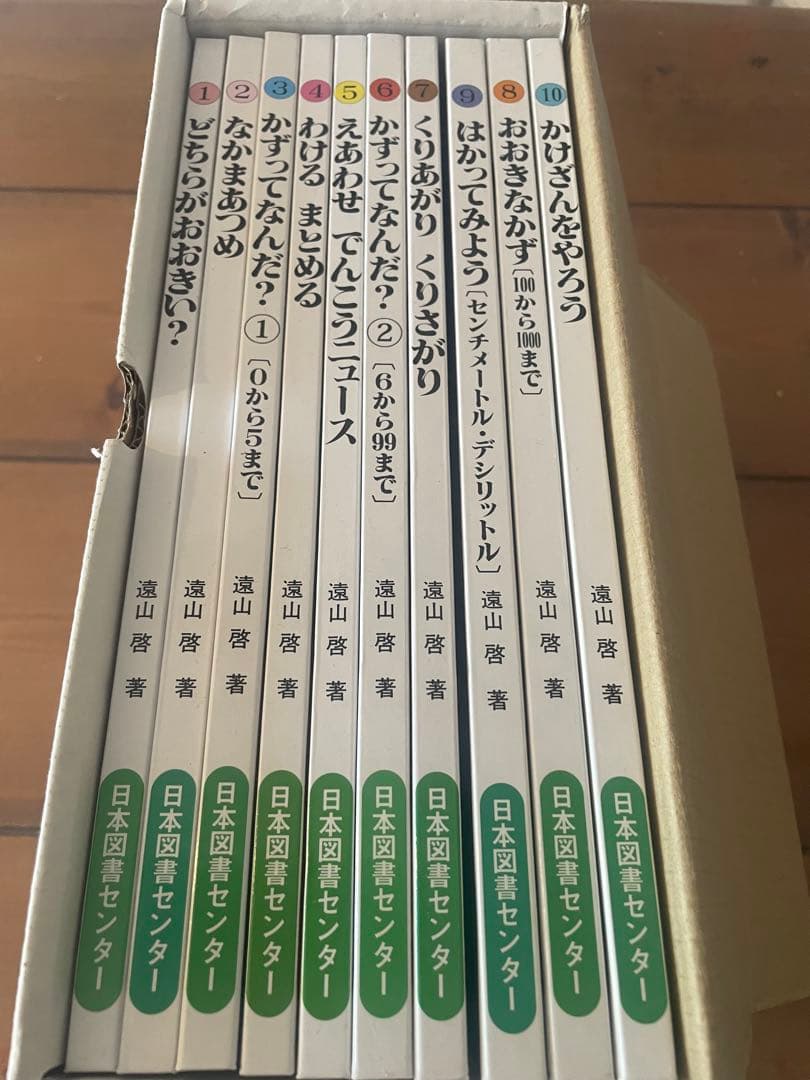 1
どちらがおおきい?
遠山 啓 著
日本図書センター
2
なかまあつめ
遠山 啓 著
日本図書センター
3
かずってなんだ? ① 〔0から5まで〕
遠山 啓 著
日本図書センター
4
わける まとめる
遠山 啓 著
日本図書センター
5
えあわせ でんこうニュース
遠山 啓 著
日本図書センター
6
かずってなんだ? ② 〔6から99まで〕
遠山 啓 著
日本図書センター
7
くりあがり くりさがり
遠山 啓 著
日本図書センター
9
はかってみよう〔センチメートル・デシリットル〕
遠山 啓 著
日本図書センター
8
おおきなかず〔100から1000まで〕
遠山 啓 著
日本図書センター
10
かけざんをやろう
遠山 啓 著
日本図書センター